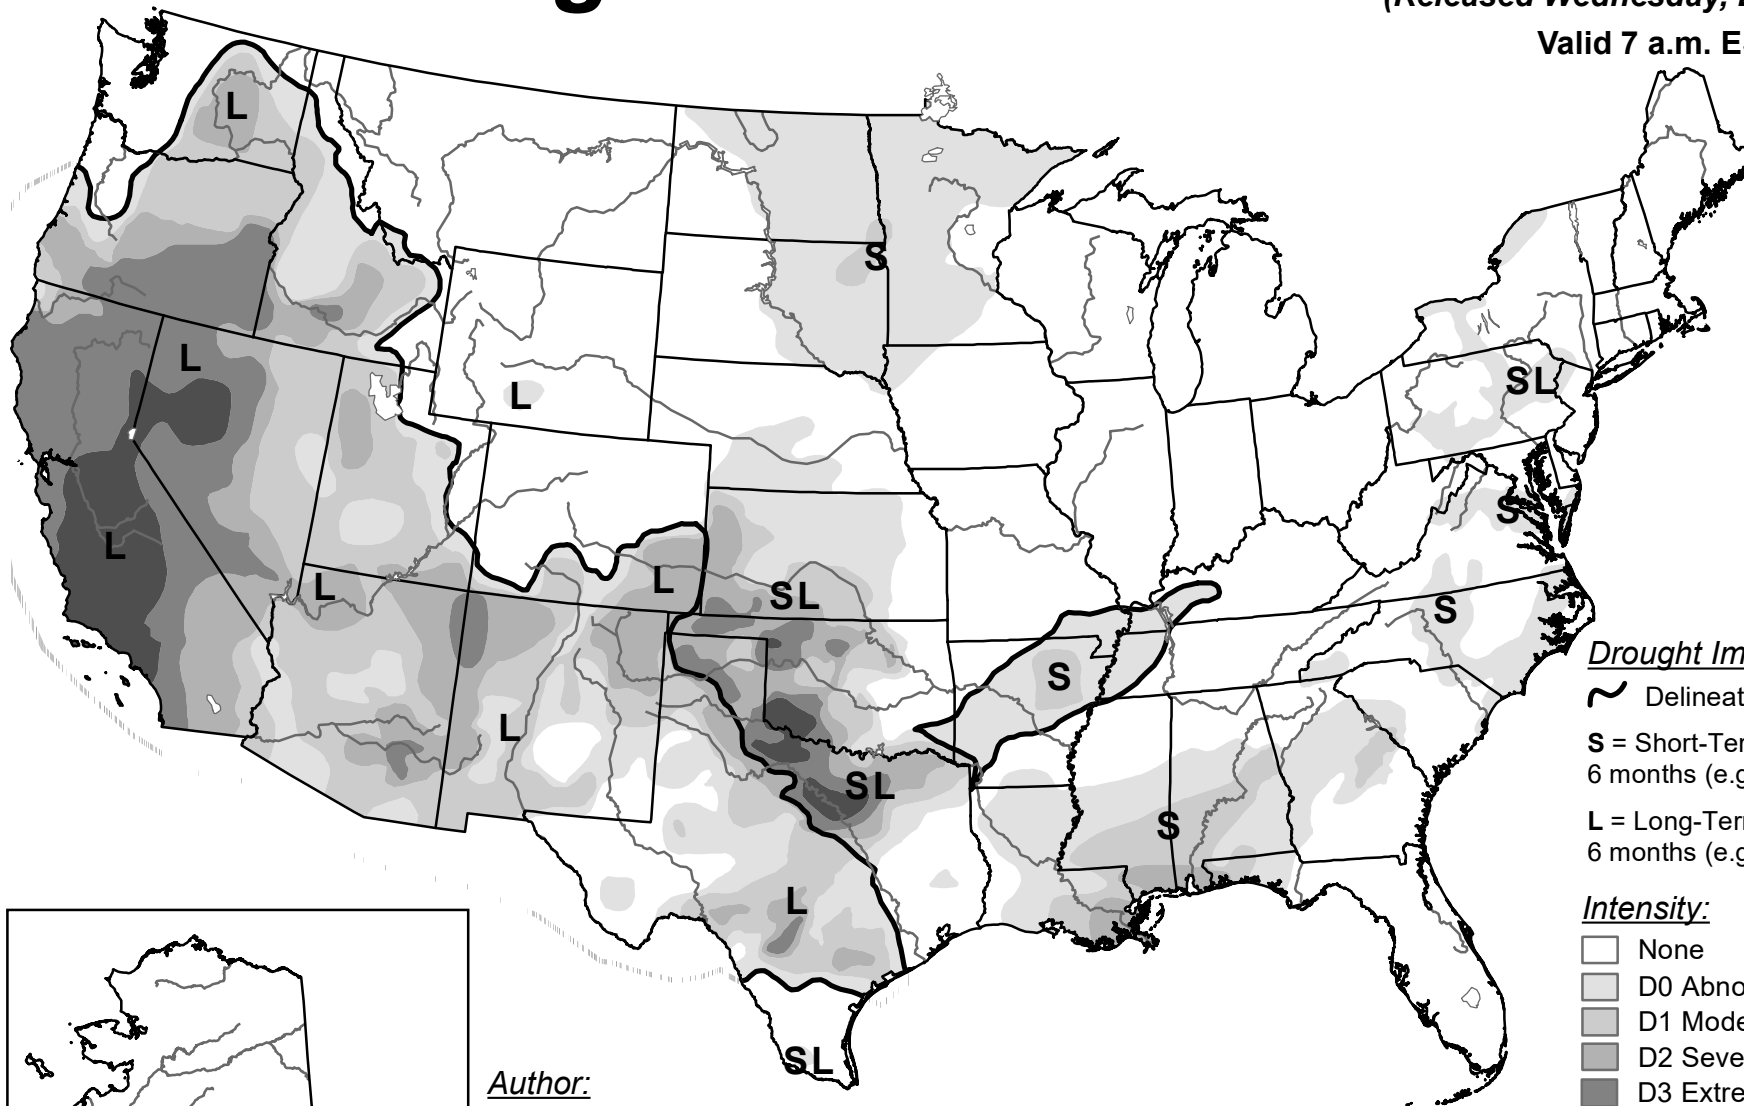 (Released Wednesday,
Valid 7 a.m.
L
S
L
L
SL
S
L
L
L
SL
S
S
L
SL
S
L
SL
Drought
Delineat
S = Short-Ter
6 months (e.g
L = Long-Ter
6 months (e.g
Intensity:
None
D0 Abno
D1 Mode
D2 Seve
D3 Extre
Author: